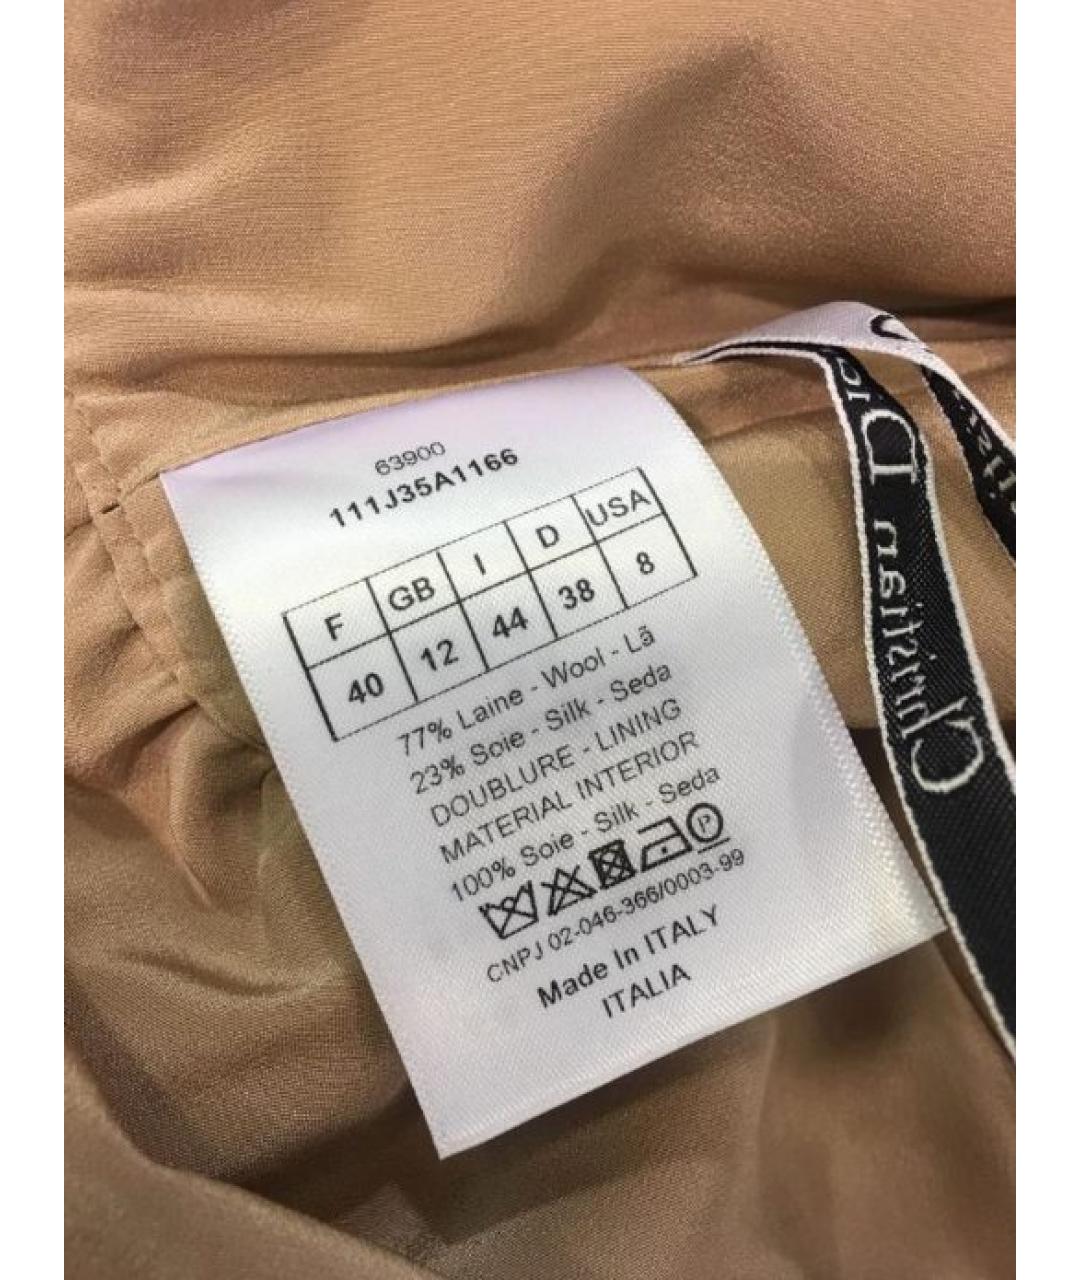 63900
111J35A1166
F GB I D USA
40 12 44 38 8
77% Laine - Wool - Lã
23% Soie - Silk - Seda
DOUBLURE - LINING
MATERIAL INTERIOR
100% Soie - Silk - Seda
P
CNPJ 02-046-366/0003-99
Made In ITALY
ITALIA
Christian Dio